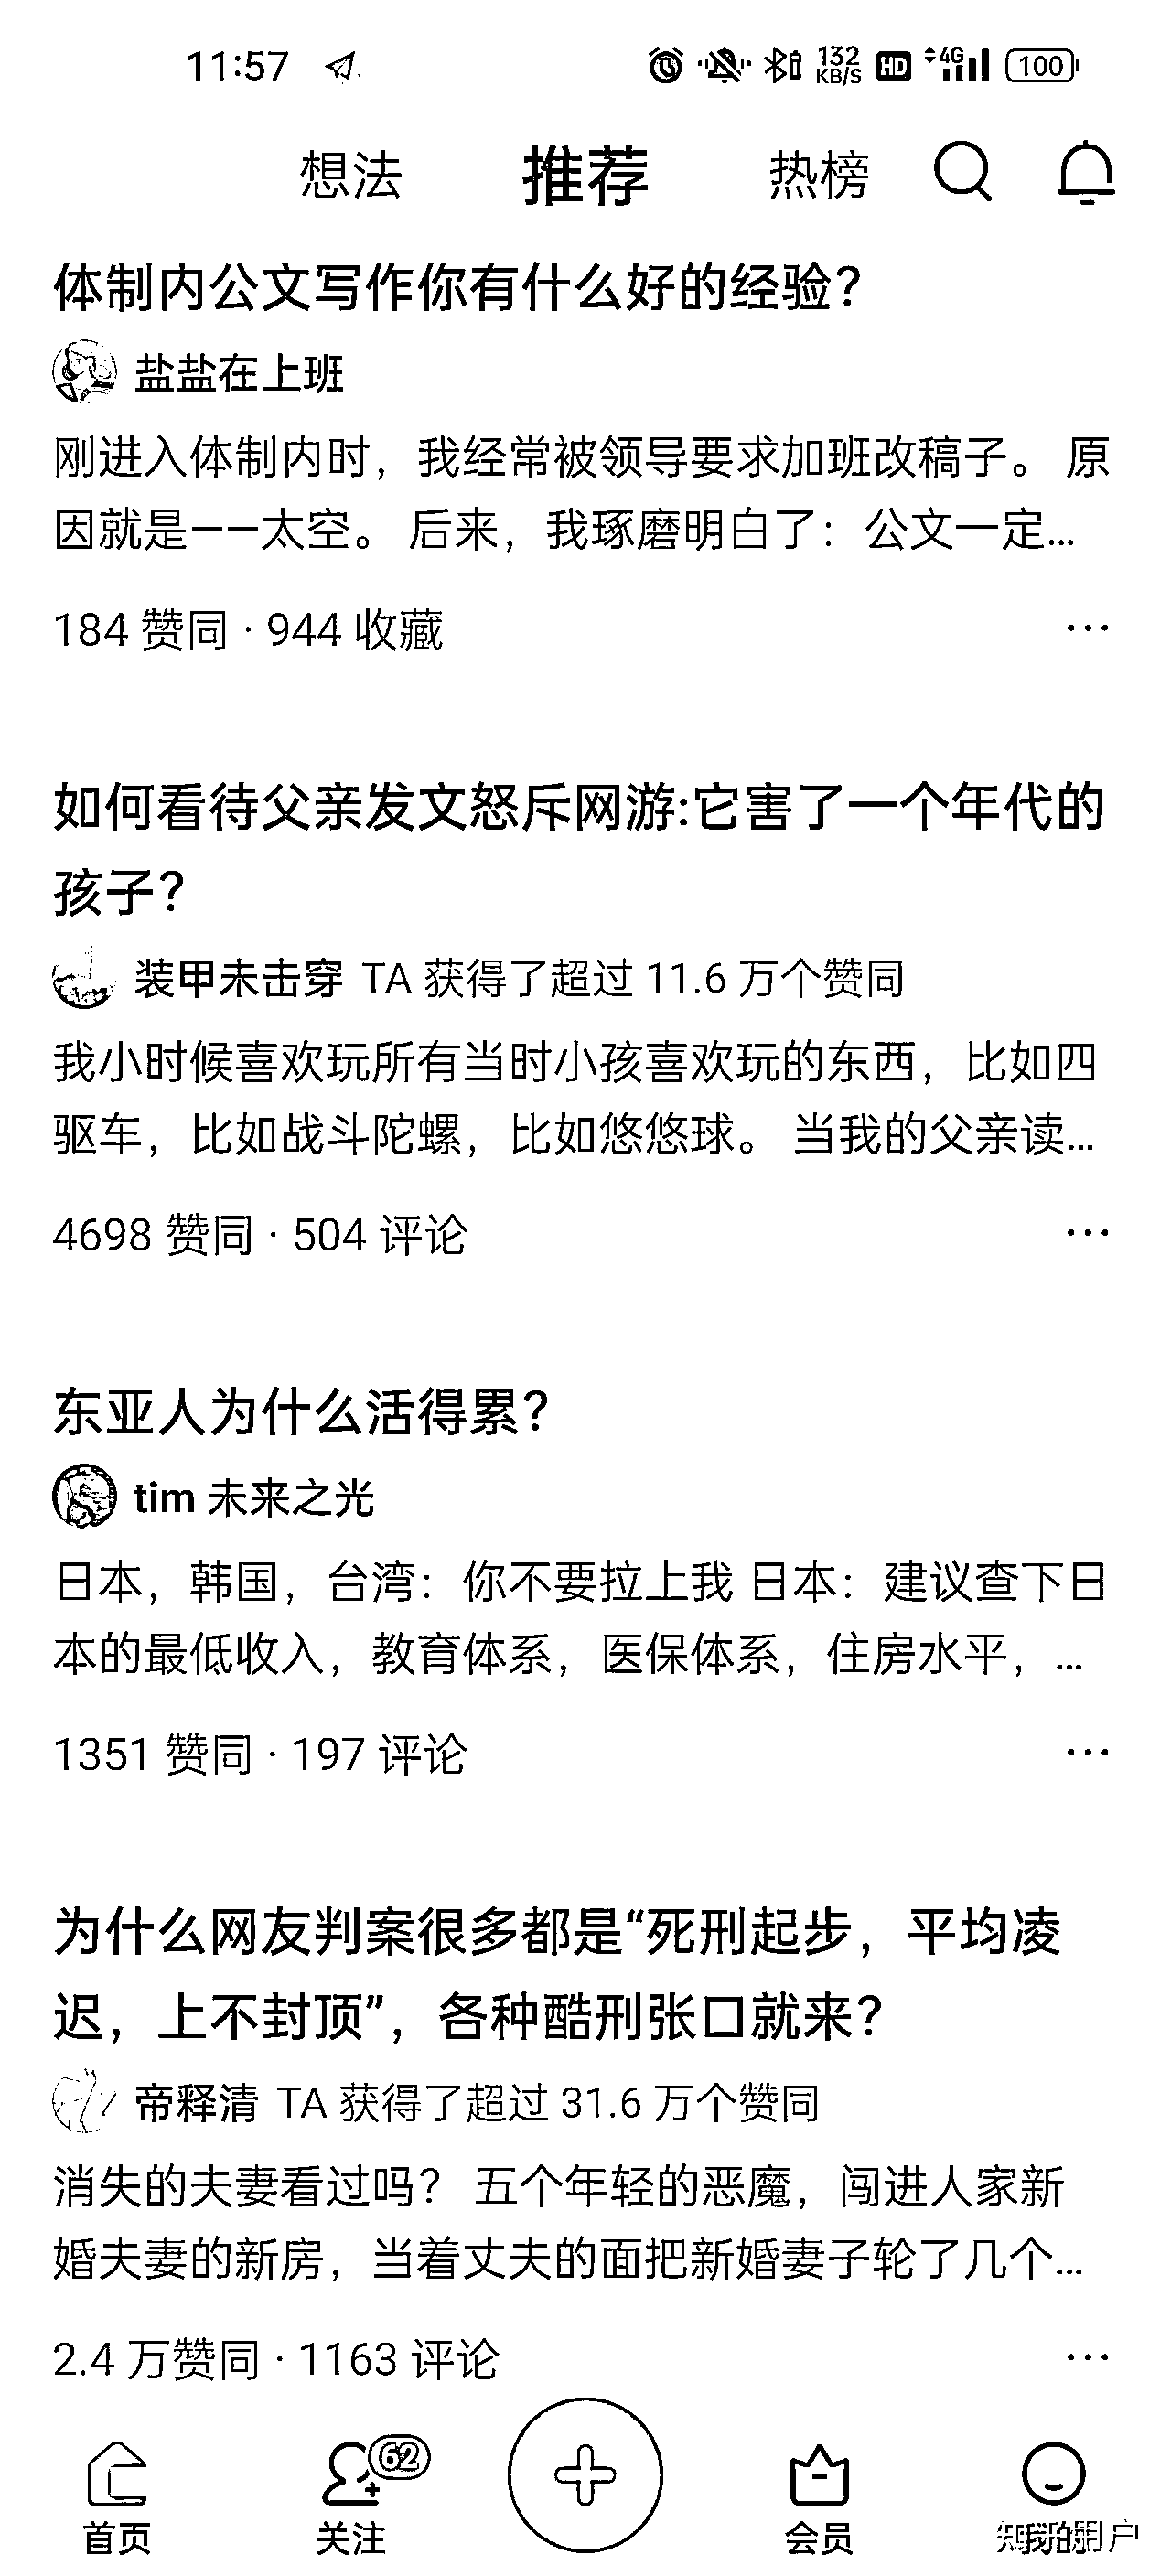 11:57 132 KB/S HD 4G 100
想法 推荐 热榜
体制内公文写作你有什么好的经验？
盐盐在上班
刚进入体制内时，我经常被领导要求加班改稿子。 原
因就是——太空。 后来，我琢磨明白了：公文一定...
184 赞同 · 944 收藏
如何看待父亲发文怒斥网游:它害了一个年代的
孩子？
装甲未击穿 TA 获得了超过 11.6 万个赞同
我小时候喜欢玩所有当时小孩喜欢玩的东西，比如四
驱车，比如战斗陀螺，比如悠悠球。 当我的父亲读...
4698 赞同 · 504 评论
东亚人为什么活得累？
tim 未来之光
日本，韩国，台湾：你不要拉上我 日本：建议查下日
本的最低收入，教育体系，医保体系，住房水平，...
1351 赞同 · 197 评论
为什么网友判案很多都是“死刑起步，平均凌
迟，上不封顶”，各种酷刑张口就来？
帝释清 TA 获得了超过 31.6 万个赞同
消失的夫妻看过吗？ 五个年轻的恶魔，闯进人家新
婚夫妻的新房，当着丈夫的面把新婚妻子轮了几个...
2.4 万赞同 · 1163 评论
62
首页 关注 会员 我的